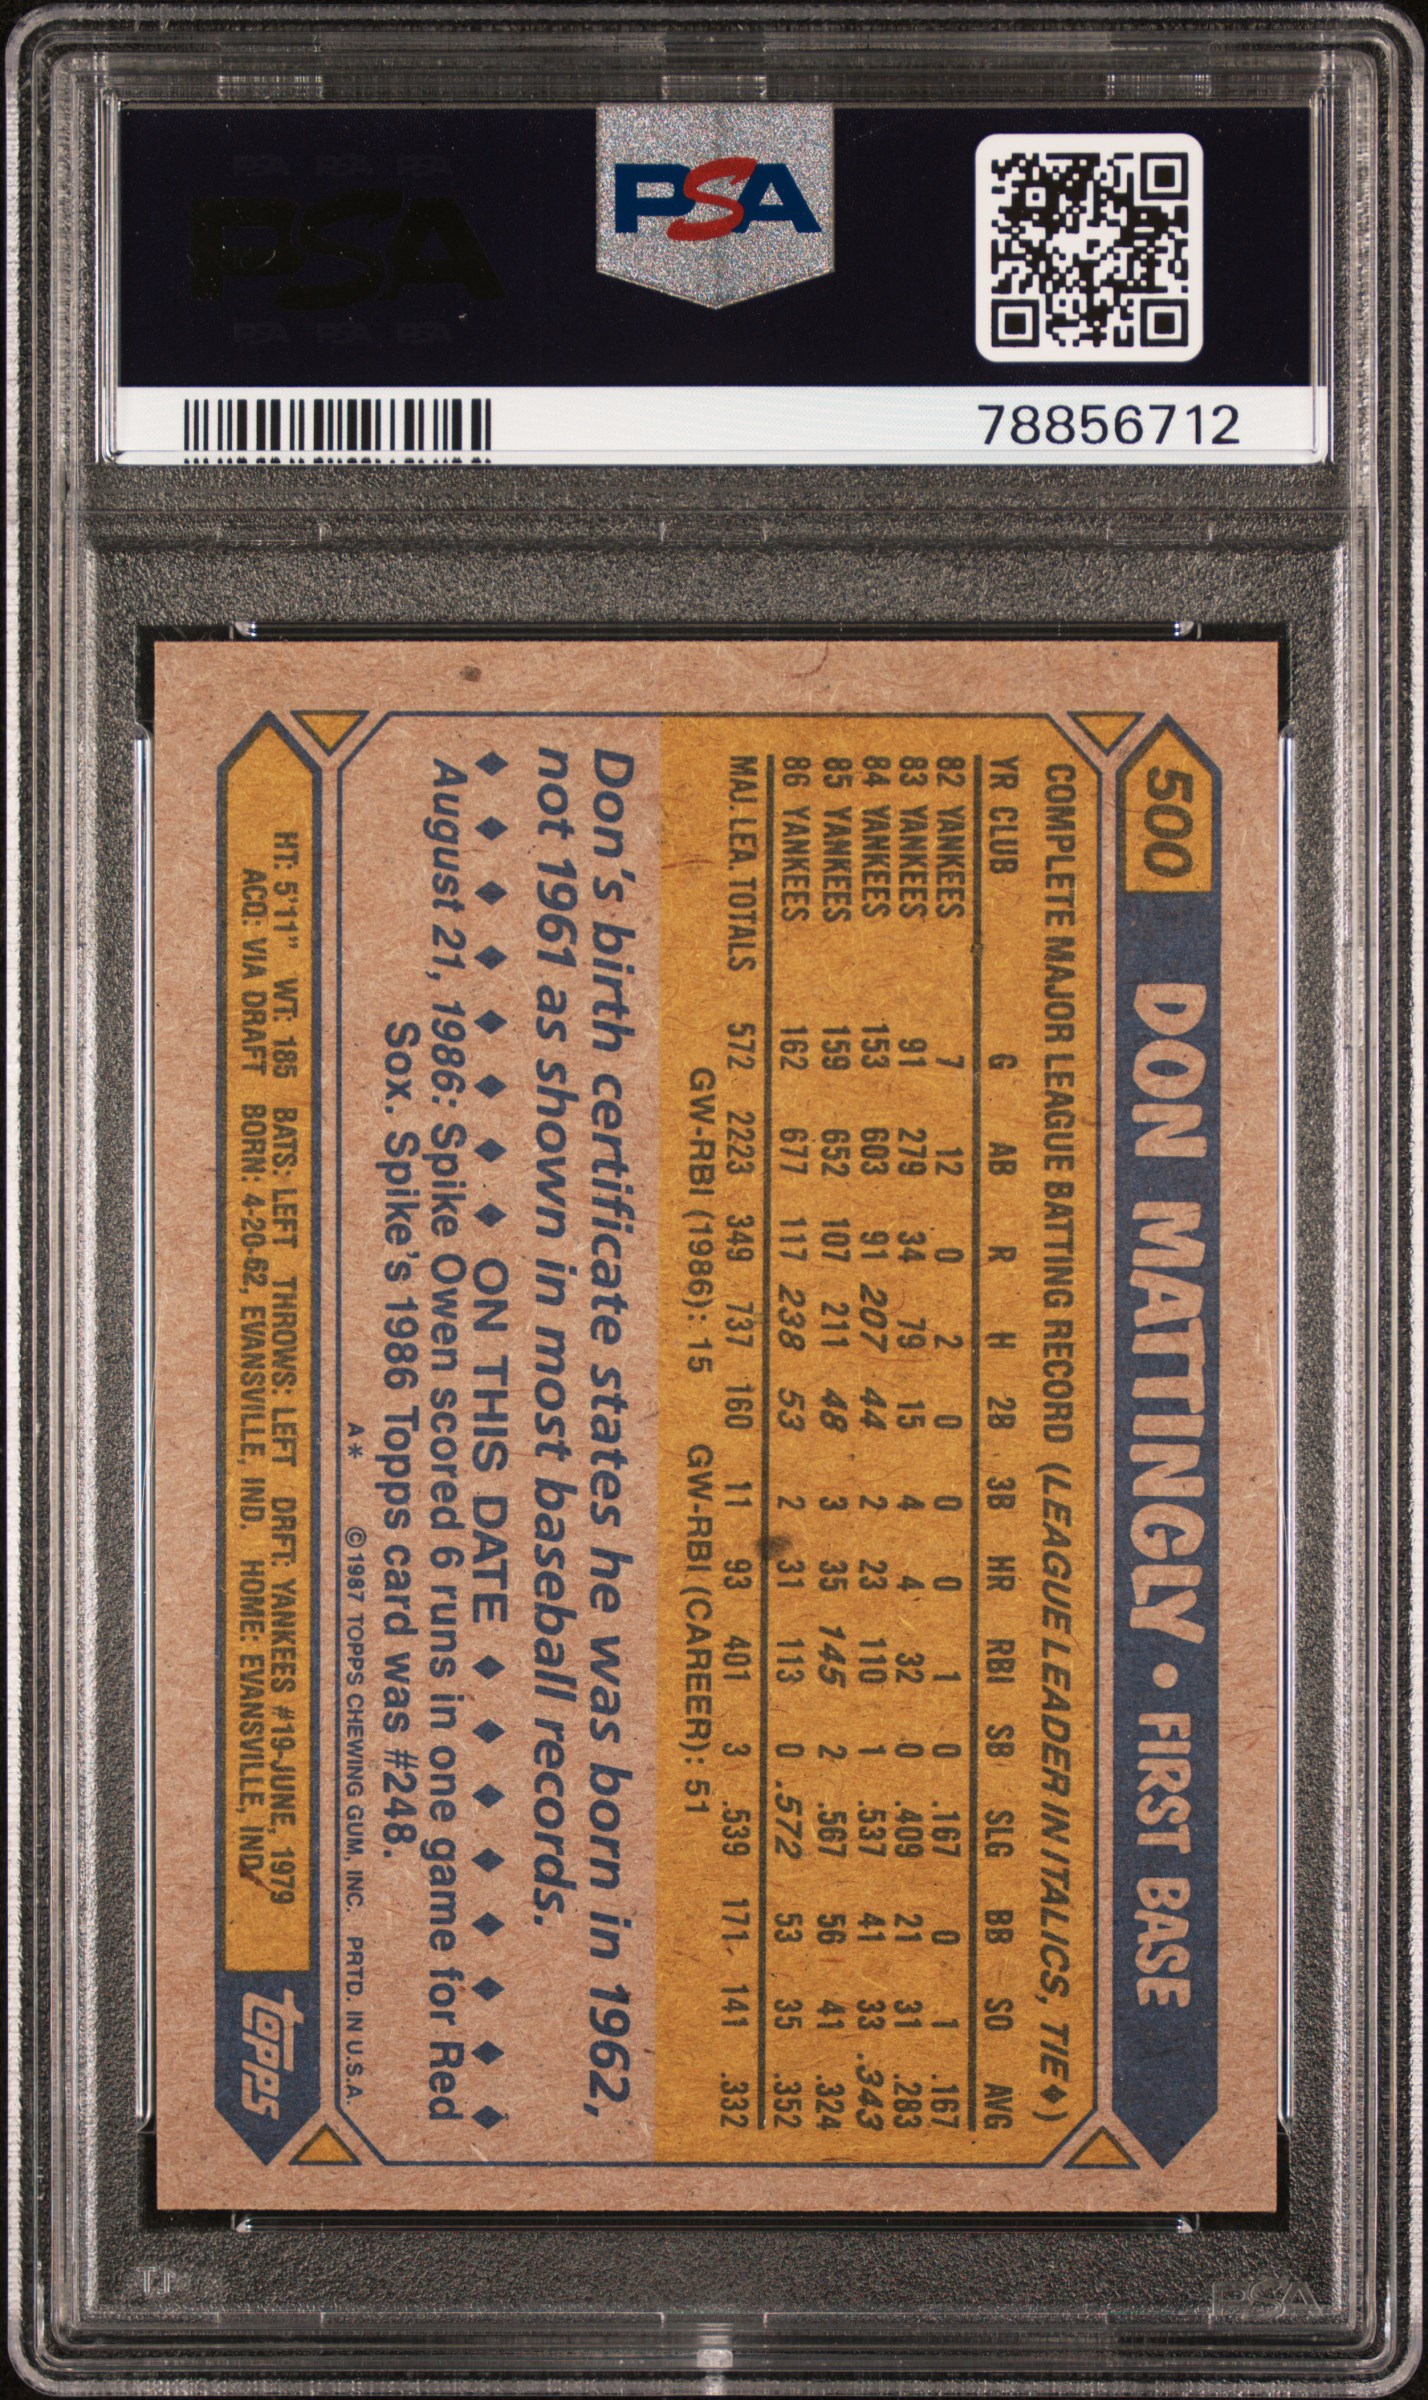 PSA
PSA
78856712
500 DON MATTINGLY • FIRST BASE
COMPLETE MAJOR LEAGUE BATTING RECORD (LEAGUE LEADER IN ITALICS, TIE♦)
YR CLUB G AB R H 2B 3B HR RBI SB SLG BB SO AVG
82 YANKEES 7 12 0 2 0 0 0 1 0 .167 0 1 .167
83 YANKEES 91 279 34 79 15 4 4 32 0 .409 21 31 .283
84 YANKEES 153 603 91 207 44 2 23 110 1 .537 41 33 .343
85 YANKEES 159 652 107 211 48 3 35 145 2 .567 56 41 .324
86 YANKEES 162 677 117 238 53 2 31 113 0 .572 53 35 .352
MAJ. LEA. TOTALS 572 2223 349 737 160 11 93 401 3 .539 171 141 .332
GW-RBI (1986): 15 GW-RBI (CAREER): 51
Don's birth certificate states he was born in 1962,
not 1961 as shown in most baseball records.
♦ ♦ ♦ ♦ ♦ ♦ ♦ ♦ ON THIS DATE ♦ ♦ ♦ ♦ ♦ ♦ ♦ ♦
August 21, 1986: Spike Owen scored 6 runs in one game for Red
Sox. Spike's 1986 Topps card was #248.
A* ©1987 TOPPS CHEWING GUM, INC. PRTD. IN U.S.A.
HT: 5'11" WT: 185 BATS: LEFT THROWS: LEFT DRFT: YANKEES #19-JUNE, 1979
ACQ: VIA DRAFT BORN: 4-20-62, EVANSVILLE, IND. HOME: EVANSVILLE, IND.
topps
PSA